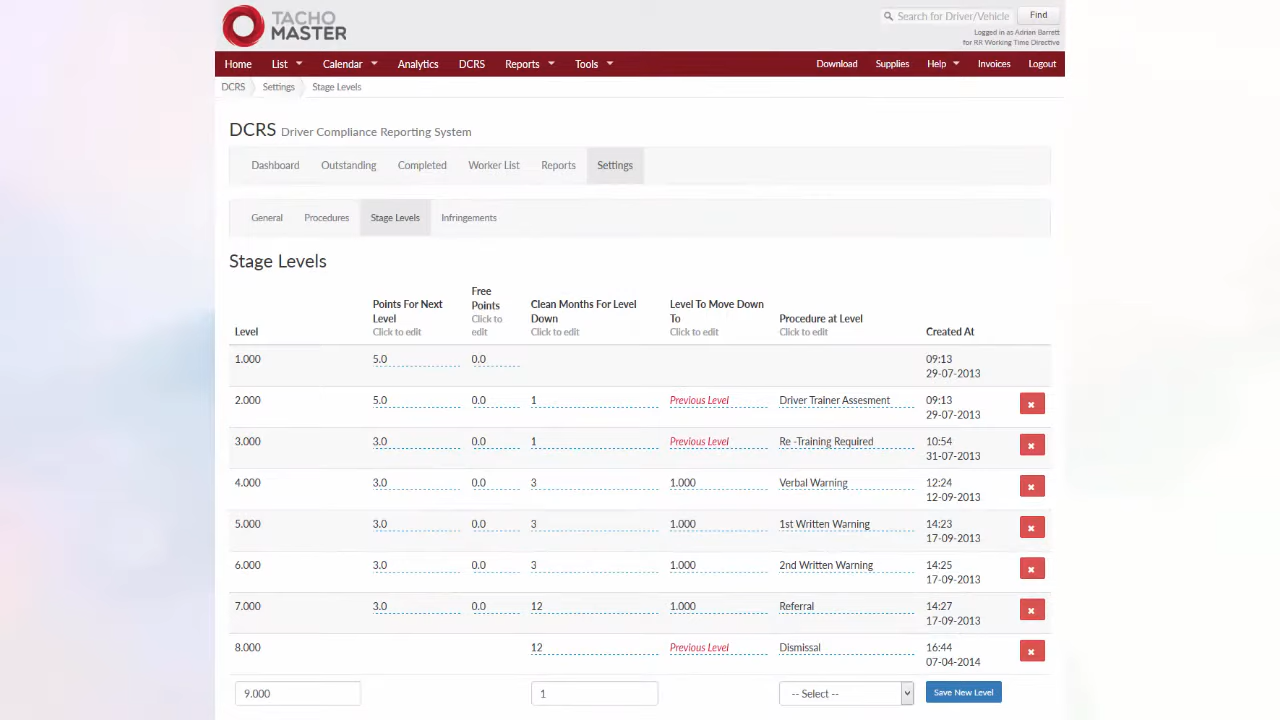 TACHO
MASTER
Search for Driver/Vehicle Find
Logged in as Adrian Barrett
for RR Working Time Directive
Home List Calendar Analytics DCRS Reports Tools Download Supplies Help Invoices Logout
DCRS Settings Stage Levels
DCRS Driver Compliance Reporting System
Dashboard Outstanding Completed Worker List Reports Settings
General Procedures Stage Levels Infringements
Stage Levels
Level
Points For Next
Level
Click to edit
Free
Points
Click to
edit
Clean Months For Level
Down
Click to edit
Level To Move Down
To
Click to edit
Procedure at Level
Click to edit
Created At
1.000 5.0 0.0 09:13
29-07-2013
2.000 5.0 0.0 1 Previous Level Driver Trainer Assesment 09:13
29-07-2013
3.000 3.0 0.0 1 Previous Level Re -Training Required 10:54
31-07-2013
4.000 3.0 0.0 3 1.000 Verbal Warning 12:24
12-09-2013
5.000 3.0 0.0 3 1.000 1st Written Warning 14:23
17-09-2013
6.000 3.0 0.0 3 1.000 2nd Written Warning 14:25
17-09-2013
7.000 3.0 0.0 12 1.000 Referral 14:27
17-09-2013
8.000 12 Previous Level Dismissal 16:44
07-04-2014
9.000 1 -- Select -- Save New Level